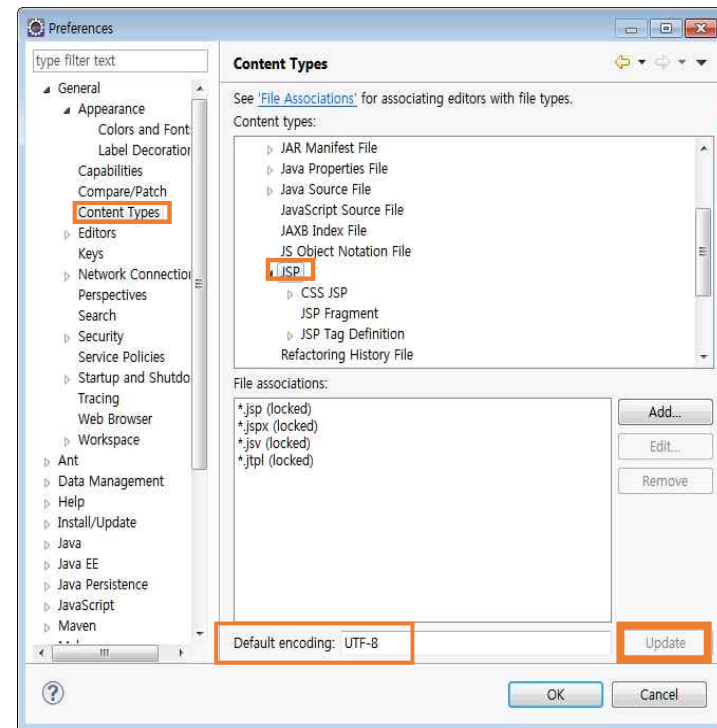 Preferences
type filter text
General
Appearance
Colors and Font
Label Decoration
Capabilities
Compare/Patch
Content Types
Editors
Keys
Network Connection
Perspectives
Search
Security
Service Policies
Startup and Shutdo
Tracing
Web Browser
Workspace
Ant
Data Management
Help
Install/Update
Java
Java EE
Java Persistence
JavaScript
Maven
Content Types
See 'File Associations' for associating editors with file types.
Content types:
JAR Manifest File
Java Properties File
Java Source File
JavaScript Source File
JAXB Index File
JS Object Notation File
JSP
CSS JSP
JSP Fragment
JSP Tag Definition
Refactoring History File
File associations:
*.jsp (locked)
*.jspx (locked)
*.jsv (locked)
*.jtpl (locked)
Add...
Edit...
Remove
Default encoding: UTF-8
Update
OK
Cancel